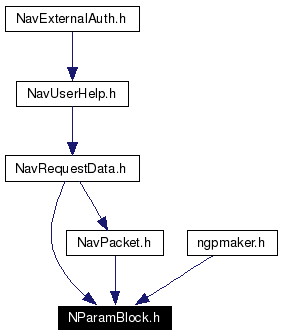 NavExternalAuth.h
NavUserHelp.h
NavRequestData.h
NavPacket.h
ngpmaker.h
NParamBlock.h